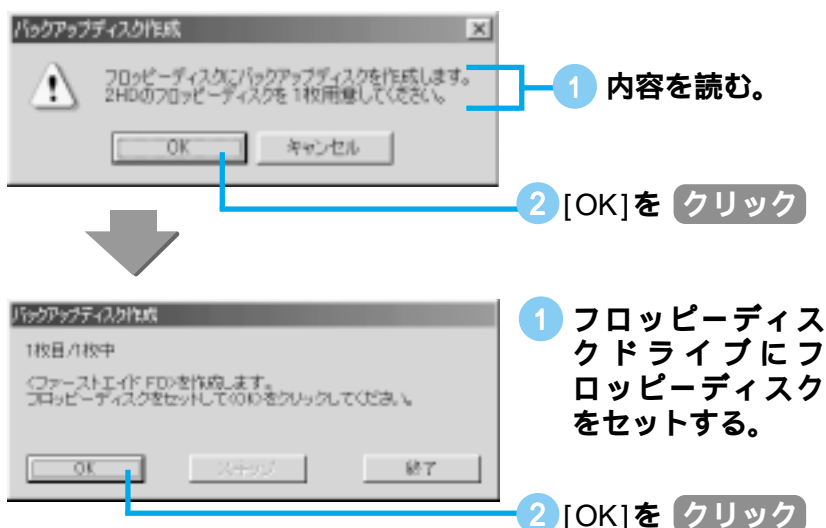 バックアップディスク作成
フロッピーディスクにバックアップディスクを作成します。
2HDのフロッピーディスクを1枚用意してください。
OK キャンセル
1 内容を読む。
2 [OK]を クリック
バックアップディスク作成
1枚目/1枚中
<ファーストエイド FD>を作成します。
フロッピーディスクをセットして<OK>をクリックしてください。
OK スキップ 終了
1 フロッピーディス
クドライブにフ
ロッピーディスク
をセットする。
2 [OK]を クリック